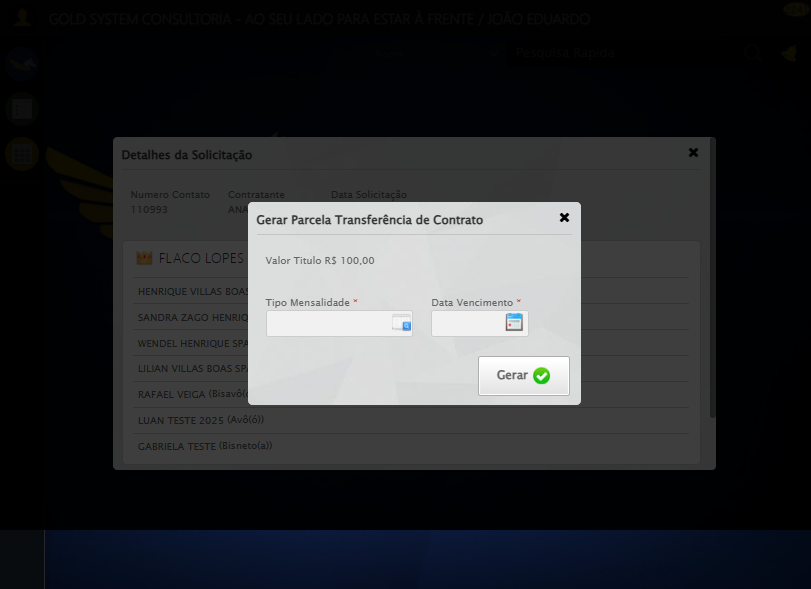 GOLD SYSTEM CONSULTORIA - AO SEU LADO PARA ESTAR À FRENTE / JOÃO EDUARDO
Pesquisa Rapida
Detalhes da Solicitação
Numero Contato Contratante Data Solicitação
110993 ANA
Gerar Parcela Transferência de Contrato
Valor Titulo R$ 100,00
Tipo Mensalidade * Data Vencimento *
Gerar
FLACO LOPES
HENRIQUE VILLAS BOAS
SANDRA ZAGO HENRIQ
WENDEL HENRIQUE SPA
LILIAN VILLAS BOAS SPA
RAFAEL VEIGA (Bisavô(ó
LUAN TESTE 2025 (Avô(ó))
GABRIELA TESTE (Bisneto(a))